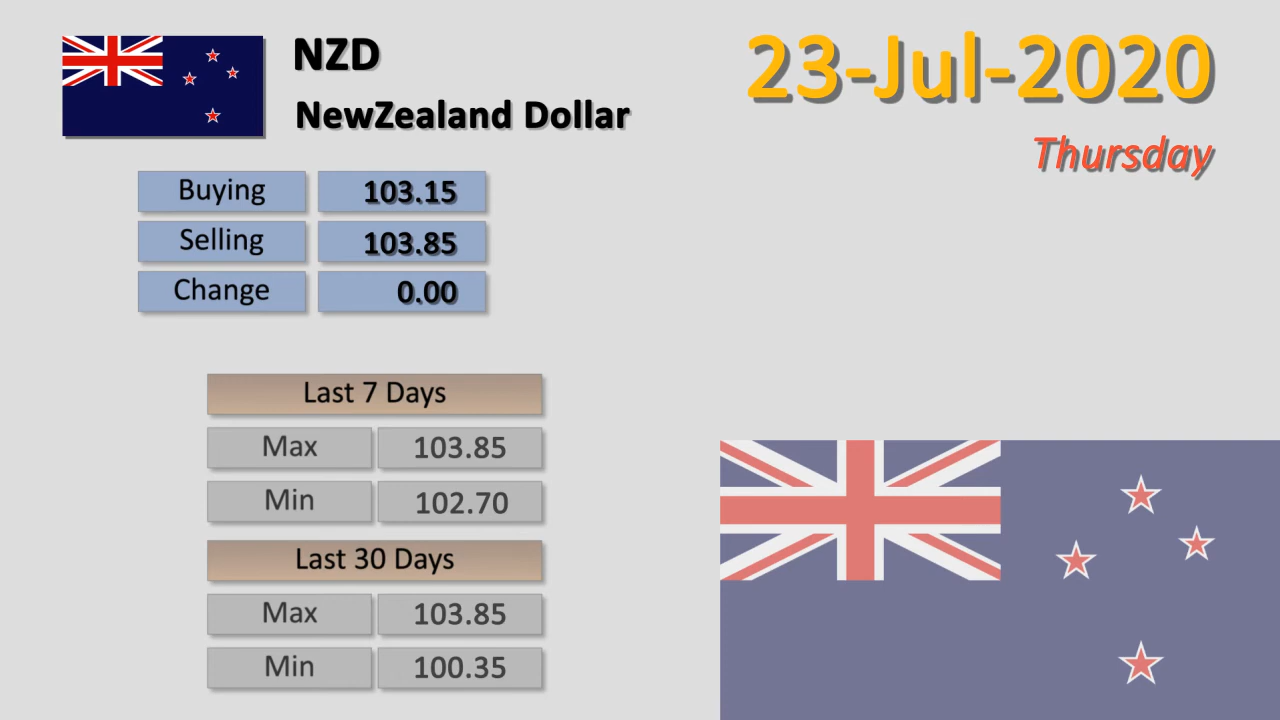 NZD
NewZealand Dollar
23-Jul-2020
Thursday
Buying 103.15
Selling 103.85
Change 0.00
Last 7 Days
Max 103.85
Min 102.70
Last 30 Days
Max 103.85
Min 100.35